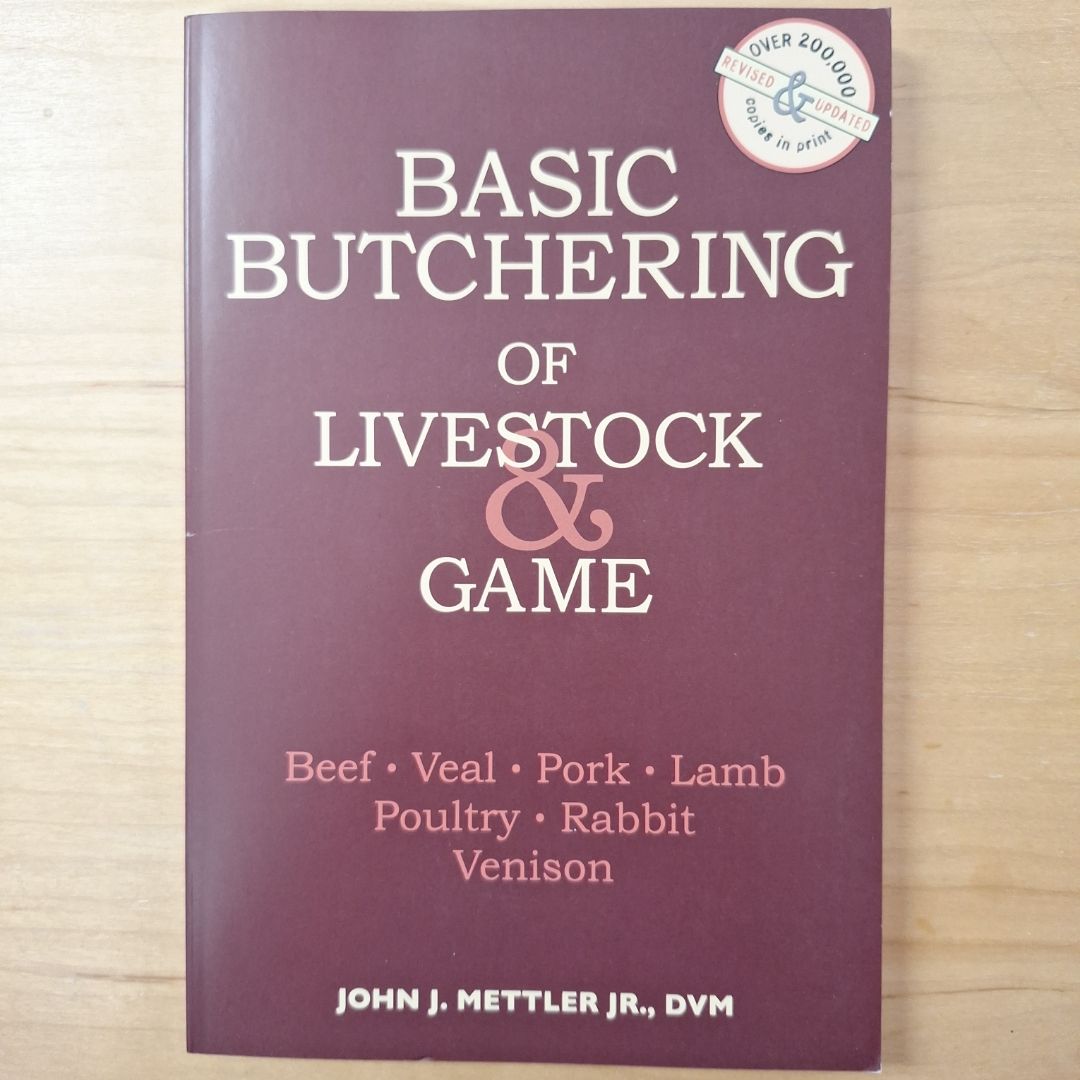 OVER 200,000
REVISED & UPDATED
copies in print
BASIC
BUTCHERING
OF
LIVESTOCK
&
GAME
Beef • Veal • Pork • Lamb
Poultry • Rabbit
Venison
JOHN J. METTLER JR., DVM